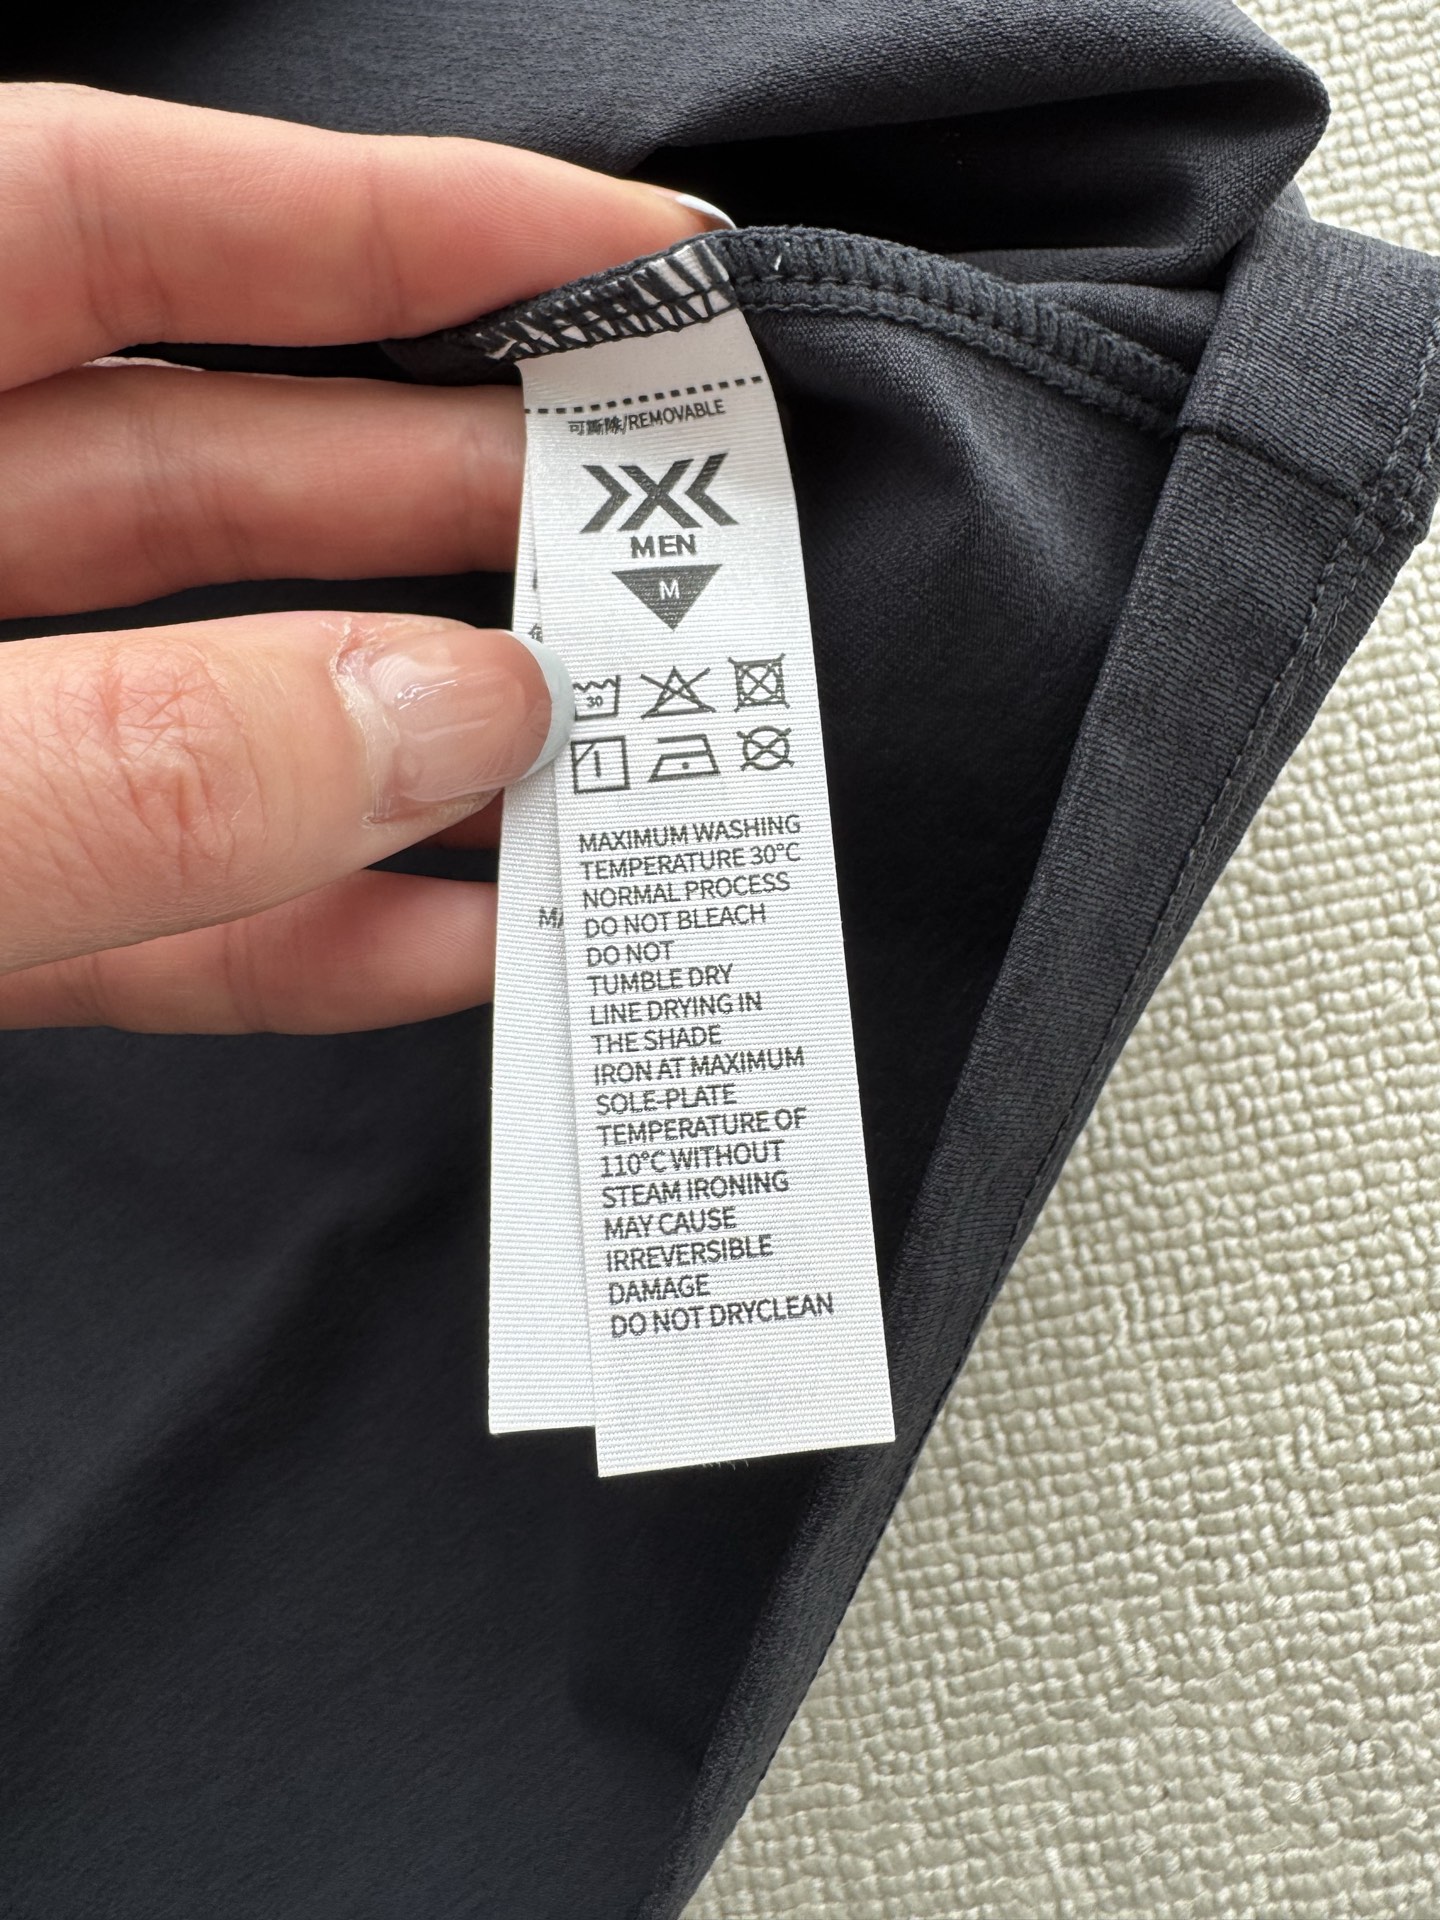 可撕除/REMOVABLE
MEN
M
30
MAXIMUM WASHING
TEMPERATURE 30°C
NORMAL PROCESS
DO NOT BLEACH
DO NOT
TUMBLE DRY
LINE DRYING IN
THE SHADE
IRON AT MAXIMUM
SOLE-PLATE
TEMPERATURE OF
110°C WITHOUT
STEAM IRONING
MAY CAUSE
IRREVERSIBLE
DAMAGE
DO NOT DRYCLEAN